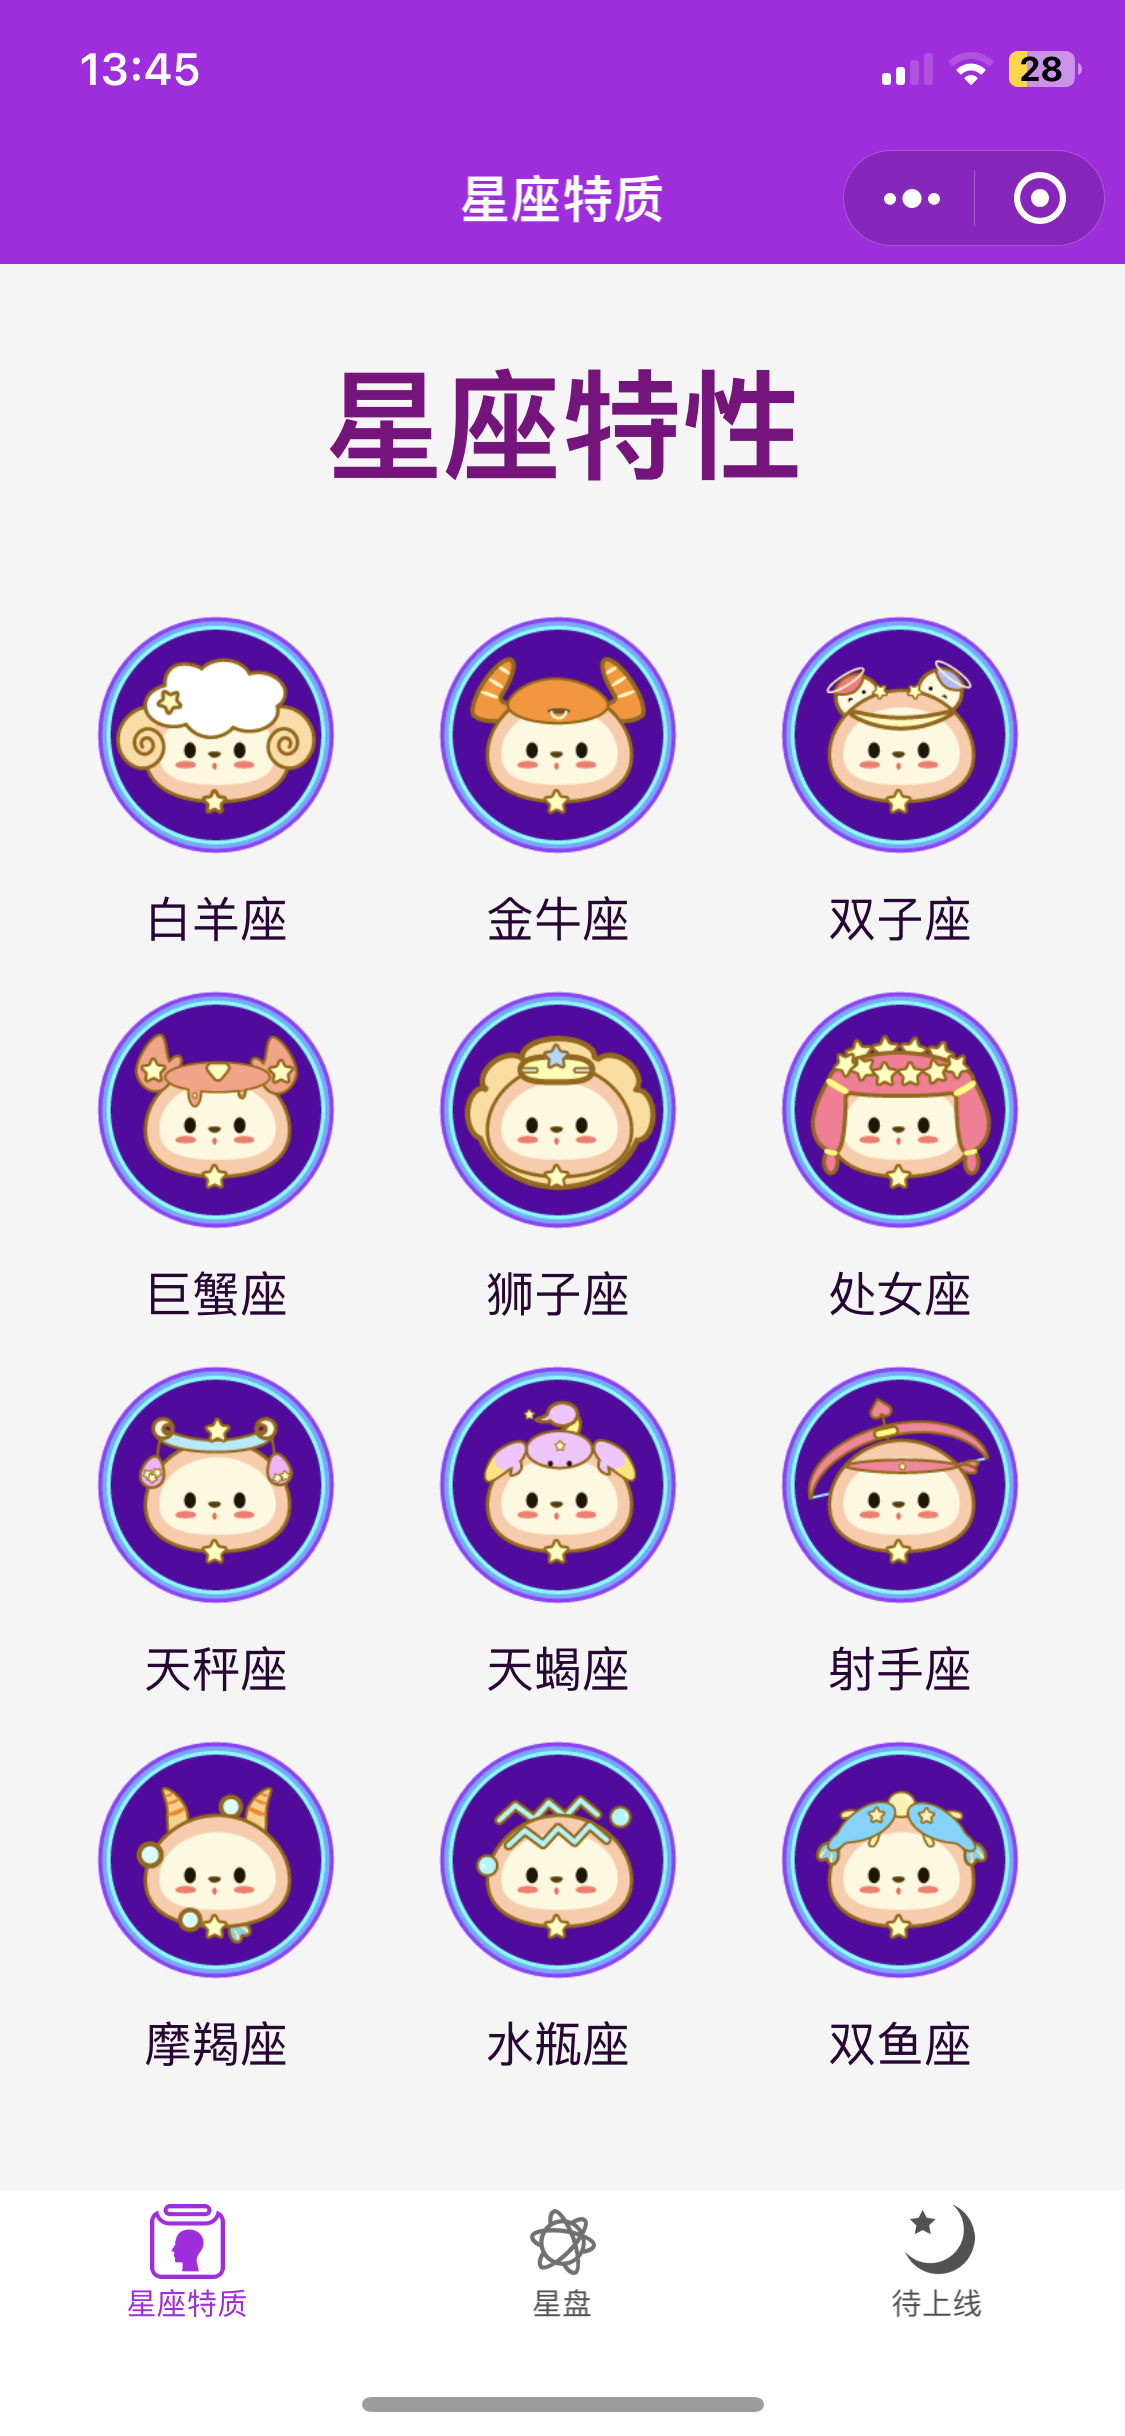 13:45
28
星座特质
星座特性
白羊座 金牛座 双子座
巨蟹座 狮子座 处女座
天秤座 天蝎座 射手座
摩羯座 水瓶座 双鱼座
星座特质 星盘 待上线